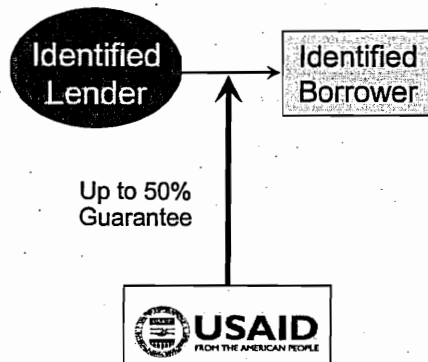 Identified
Lender
Identified
Borrower
Up to 50%
Guarantee
USAID
FROM THE AMERICAN PEOPLE